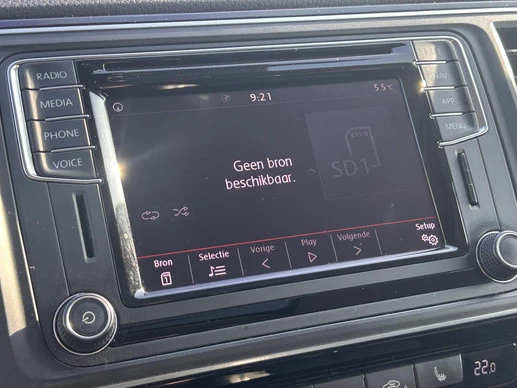 RADIO
MEDIA
PHONE
VOICE
NAV
APP
MENU
9:21
5.5°C
Geen bron
beschikbaar.
SD1
Bron
Selectie
Vorige
Play
Volgende
Setup
1
22.0